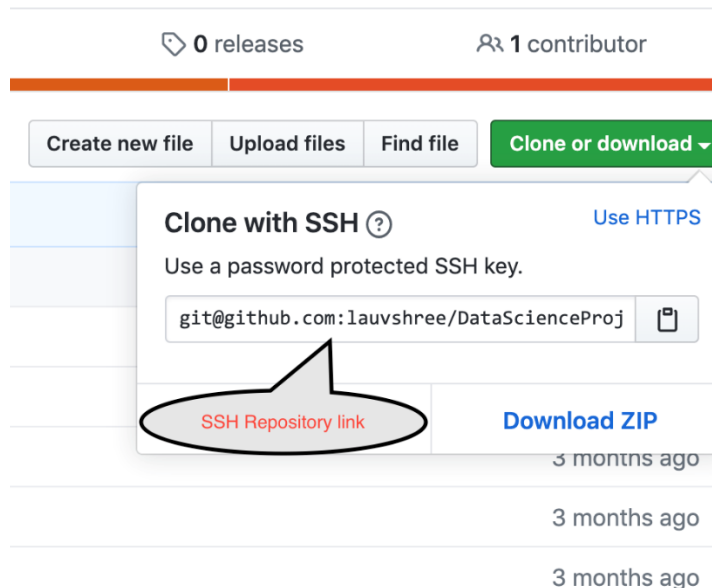 0 releases
1 contributor
Create new file
Upload files
Find file
Clone or download
Clone with SSH ?
Use HTTPS
Use a password protected SSH key.
git@github.com:lauvshree/DataScienceProj
SSH Repository link
Download ZIP
3 months ago
3 months ago
3 months ago